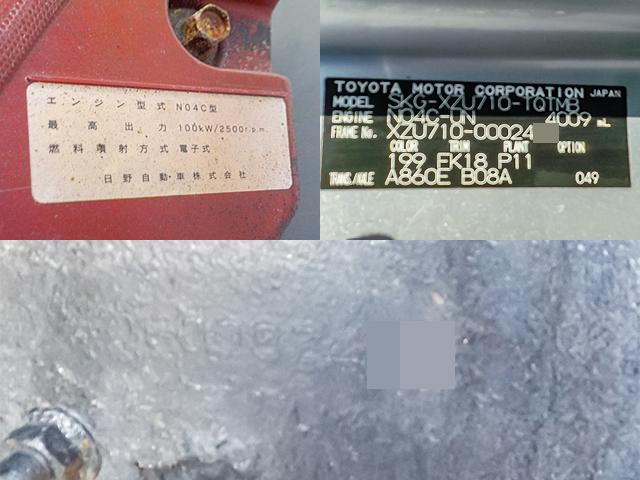 エンジン型式 N04C型
最高出力 100kW/2500r.p.m.
燃料噴射方式 電子式
日野自動車株式会社
TOYOTA MOTOR CORPORATION JAPAN
MODEL SKG-XZU710-TQTMB
ENGINE N04C-UN 4009 mL
FRAME No. XZU710-00024
COLOR TRIM PLANT OPTION
199 EK18 P11
TRANS/AXLE A860E B08A 049